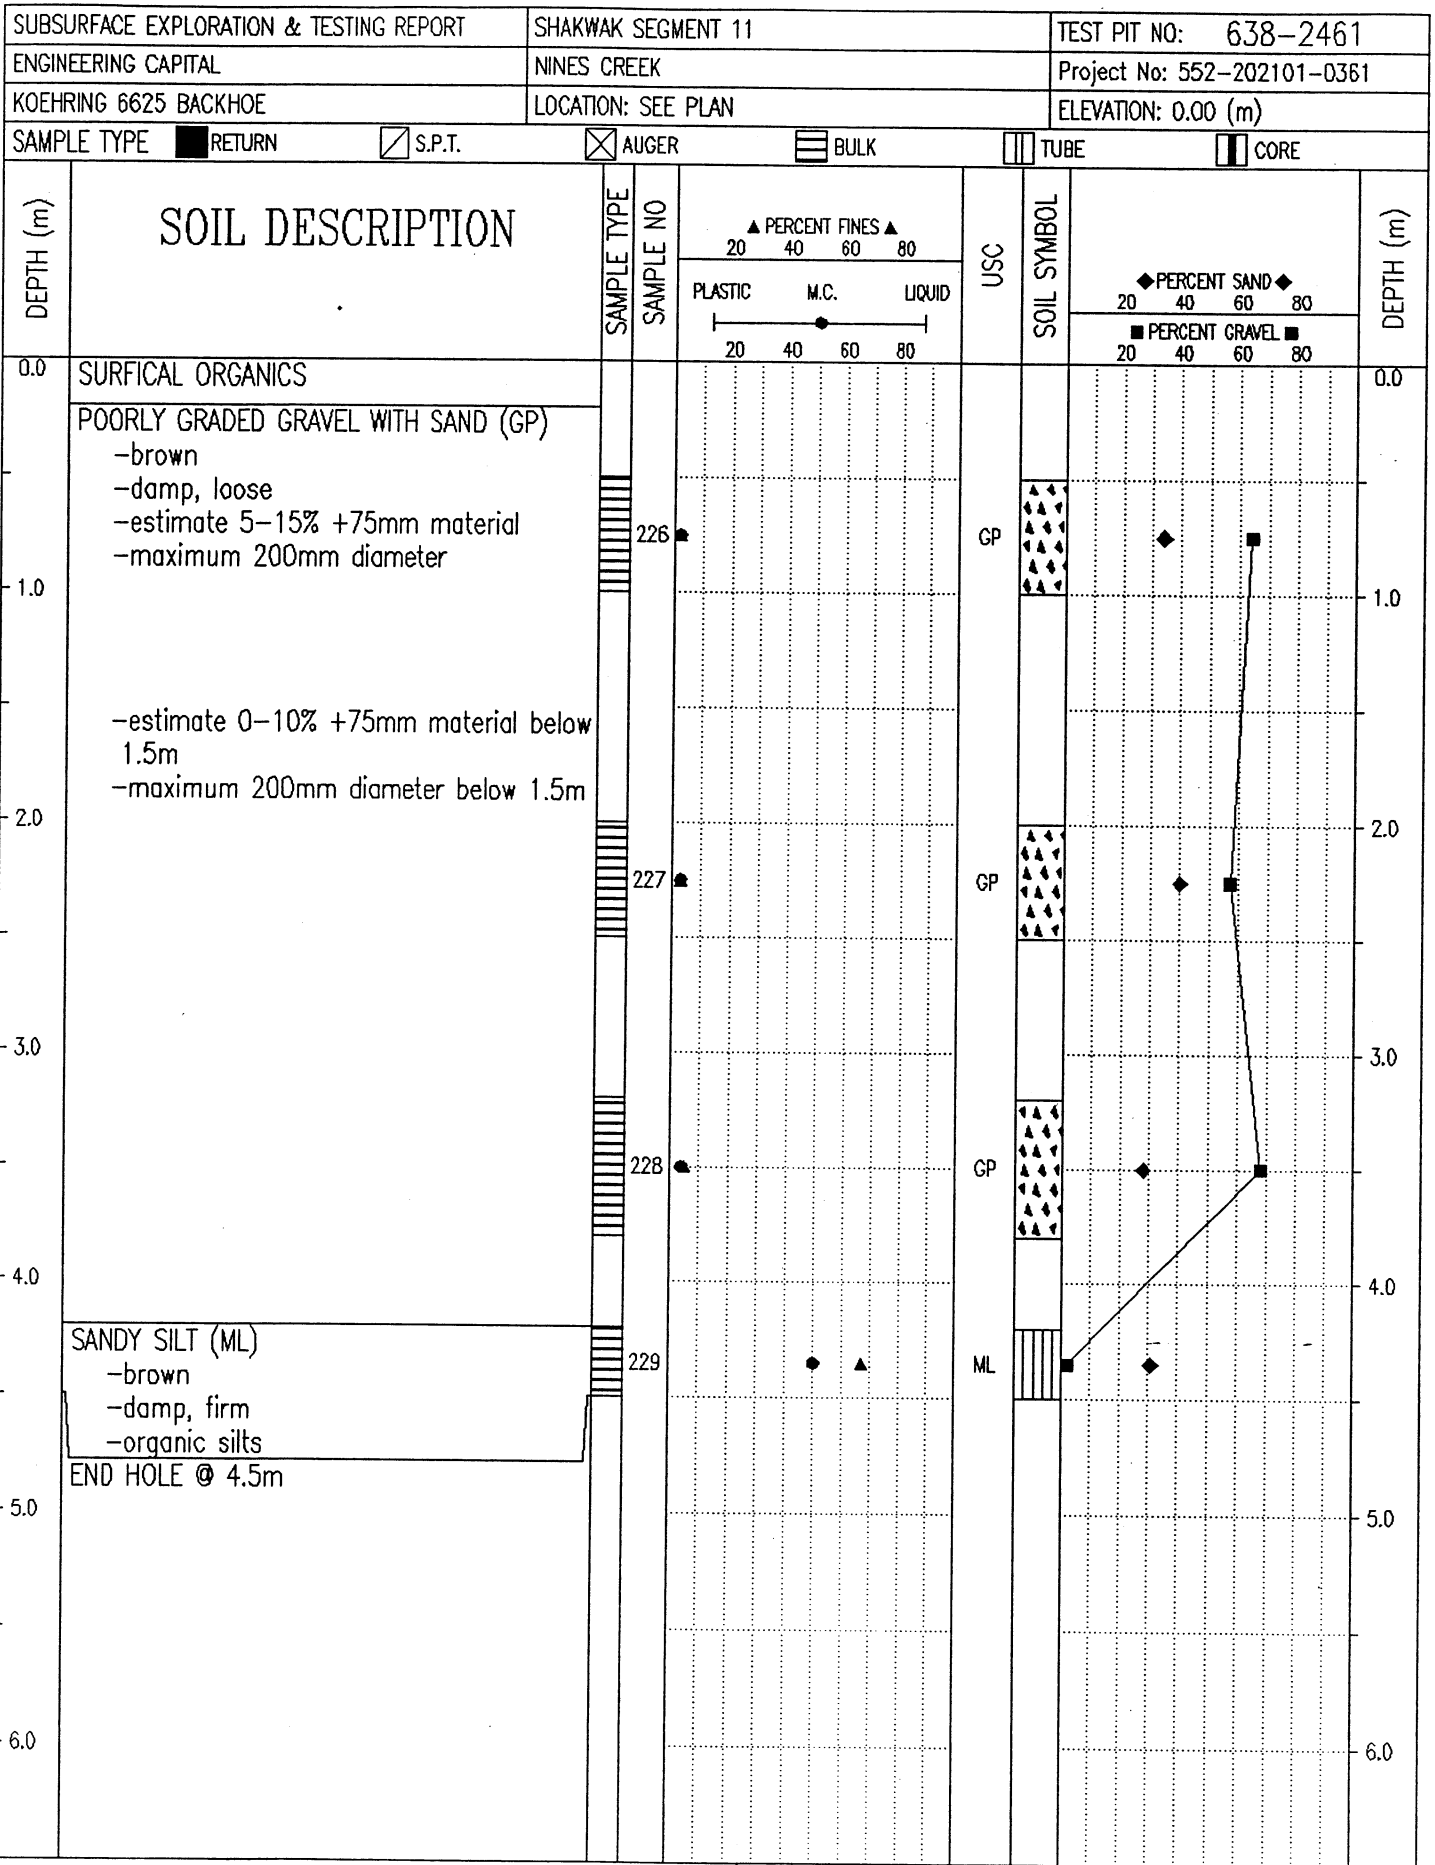 SUBSURFACE EXPLORATION & TESTING REPORT
SHAKWAK SEGMENT 11
TEST PIT NO: 638-2461
ENGINEERING CAPITAL
NINES CREEK
Project No: 552-202101-0361
KOEHRING 6625 BACKHOE
LOCATION: SEE PLAN
ELEVATION: 0.00 (m)
SAMPLE TYPE RETURN S.P.T. AUGER BULK TUBE CORE
DEPTH (m)
SOIL DESCRIPTION
SAMPLE TYPE
SAMPLE NO
PERCENT FINES
20 40 60 80
PLASTIC M.C. LIQUID
20 40 60 80
USC
SOIL SYMBOL
PERCENT SAND
20 40 60 80
PERCENT GRAVEL
20 40 60 80
DEPTH (m)
0.0
SURFICAL ORGANICS
0.0
POORLY GRADED GRAVEL WITH SAND (GP)
-brown
-damp, loose
-estimate 5-15% +75mm material
226
GP
-maximum 200mm diameter
1.0
1.0
-estimate 0-10% +75mm material below
1.5m
-maximum 200mm diameter below 1.5m
2.0
2.0
227
GP
3.0
3.0
228
GP
4.0
4.0
SANDY SILT (ML)
229
ML
-brown
-damp, firm
-organic silts
END HOLE @ 4.5m
5.0
5.0
6.0
6.0